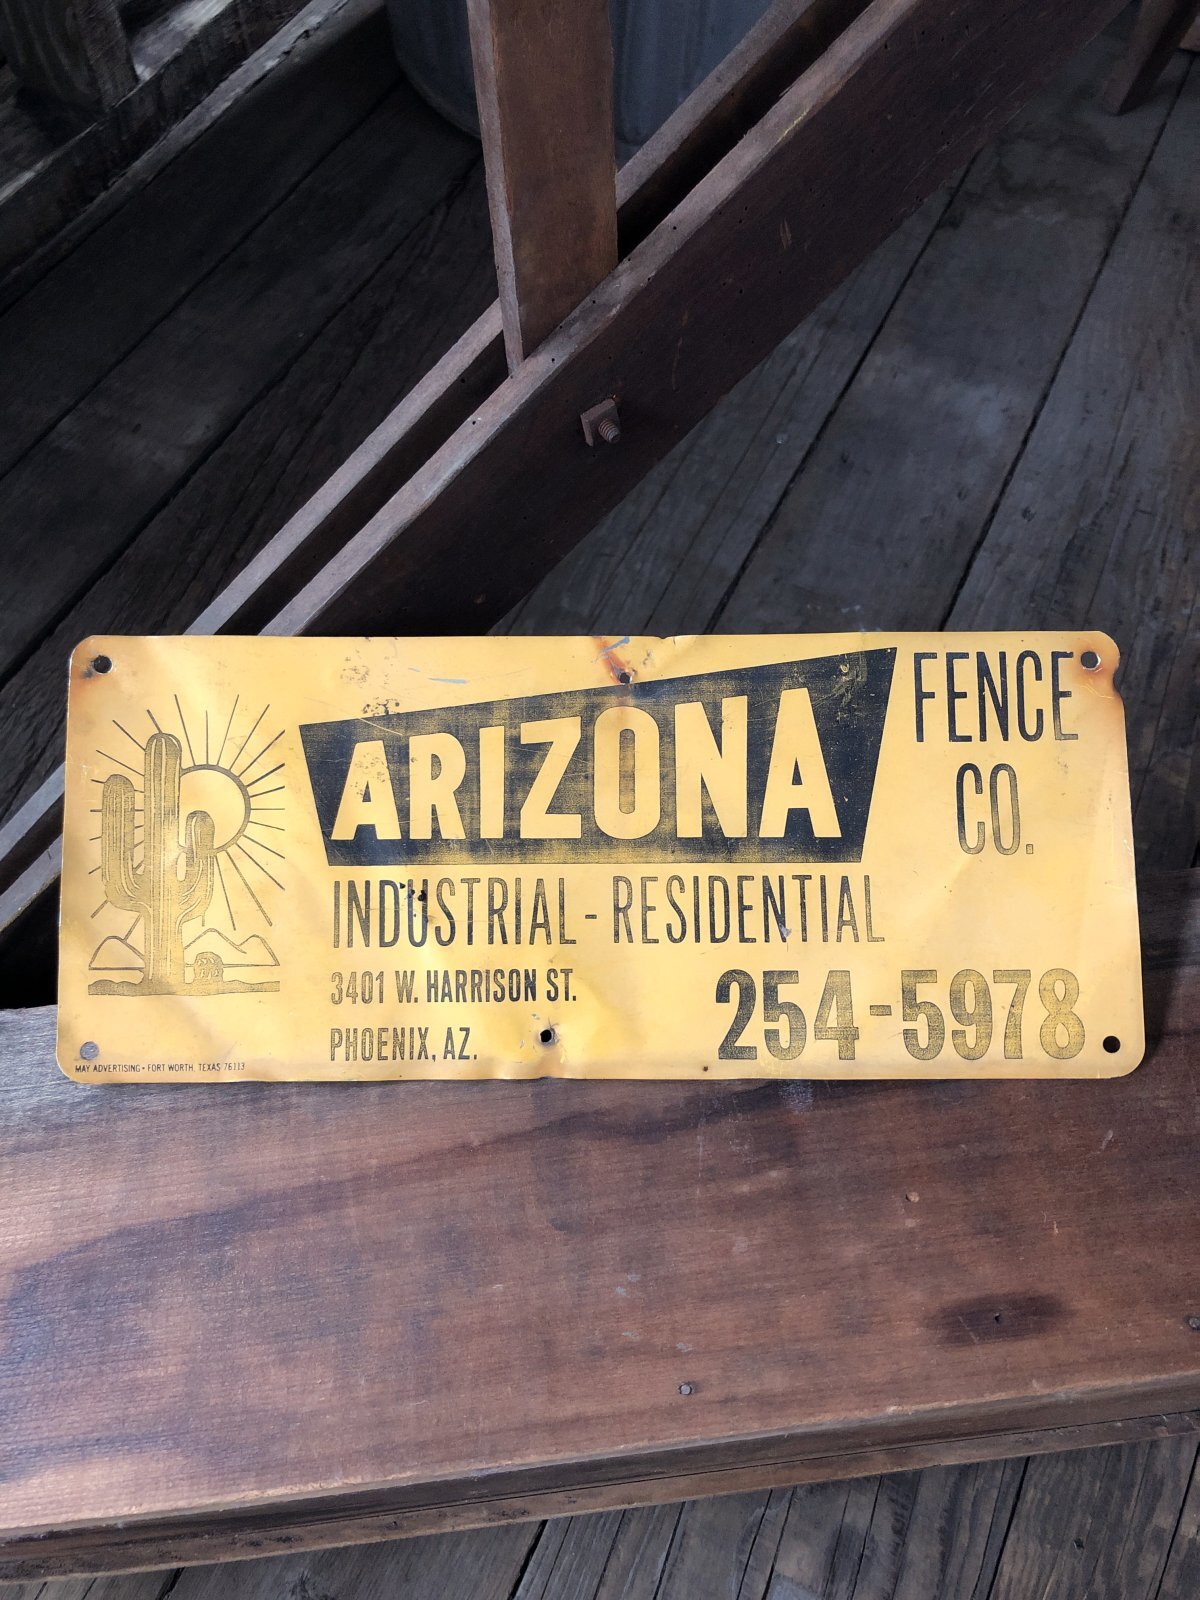 ARIZONA FENCE
CO.
INDUSTRIAL - RESIDENTIAL
3401 W. HARRISON ST.
PHOENIX, AZ.
254-5978
MAY ADVERTISING • FORT WORTH, TEXAS 76113